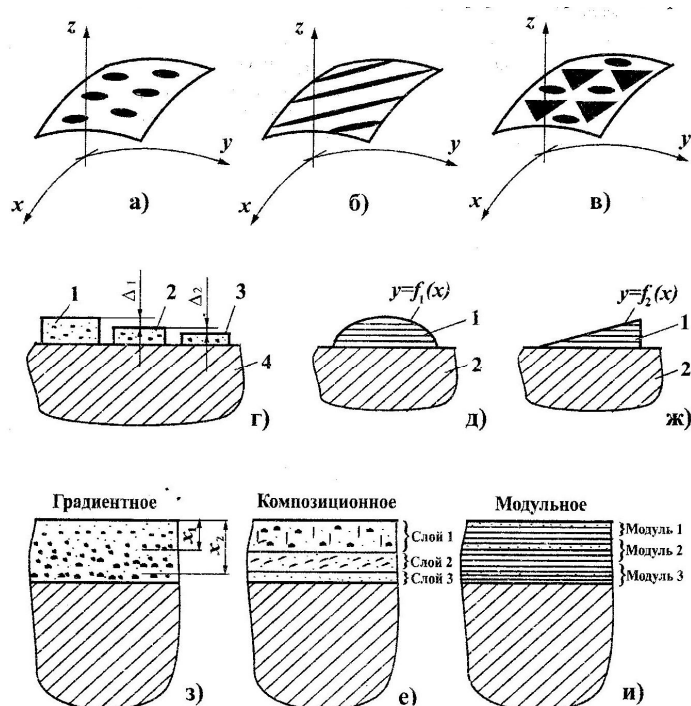 z z z
y y y
x x x
а) б) в)
1 Δ₁ 2 Δ₂ 3
4
г)
y=f₁(x)
1
2
д)
y=f₂(x)
1
2
ж)
Градиентное Композиционное Модульное
x₁
x₂
Слой 1
Слой 2
Слой 3
Модуль 1
Модуль 2
Модуль 3
з) е) и)